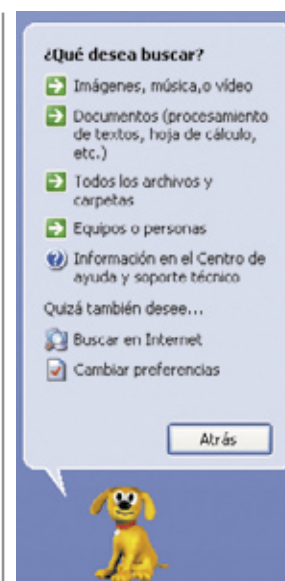 ¿Qué desea buscar?
Imágenes, música,o vídeo
Documentos (procesamiento
de textos, hoja de cálculo,
etc.)
Todos los archivos y
carpetas
Equipos o personas
Información en el Centro de
ayuda y soporte técnico
Quizá también desee...
Buscar en Internet
Cambiar preferencias
Atrás